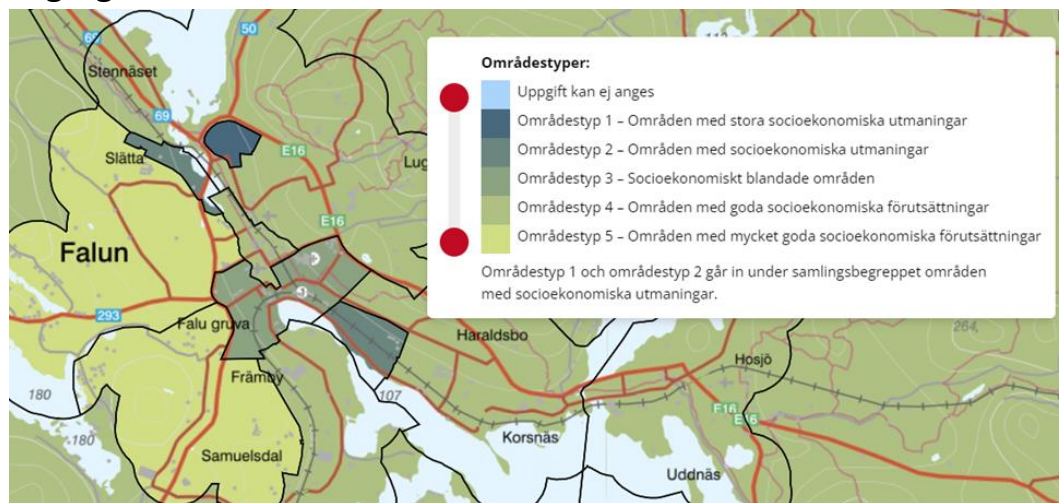 69
50
Stennäset
69
E16
Slätta
Lug
E16
Falun
293
Falu gruva
Främby
180
180
107
Samuelsdal
Haraldsbo
Korsnäs
Uddnäs
Hosjö
E16
264
Områdestyper:
Uppgift kan ej anges
Områdestyp 1 – Områden med stora socioekonomiska utmaningar
Områdestyp 2 – Områden med socioekonomiska utmaningar
Områdestyp 3 – Socioekonomiskt blandade områden
Områdestyp 4 – Områden med goda socioekonomiska förutsättningar
Områdestyp 5 – Områden med mycket goda socioekonomiska förutsättningar
Områdestyp 1 och områdestyp 2 går in under samlingsbegreppet områden
med socioekonomiska utmaningar.